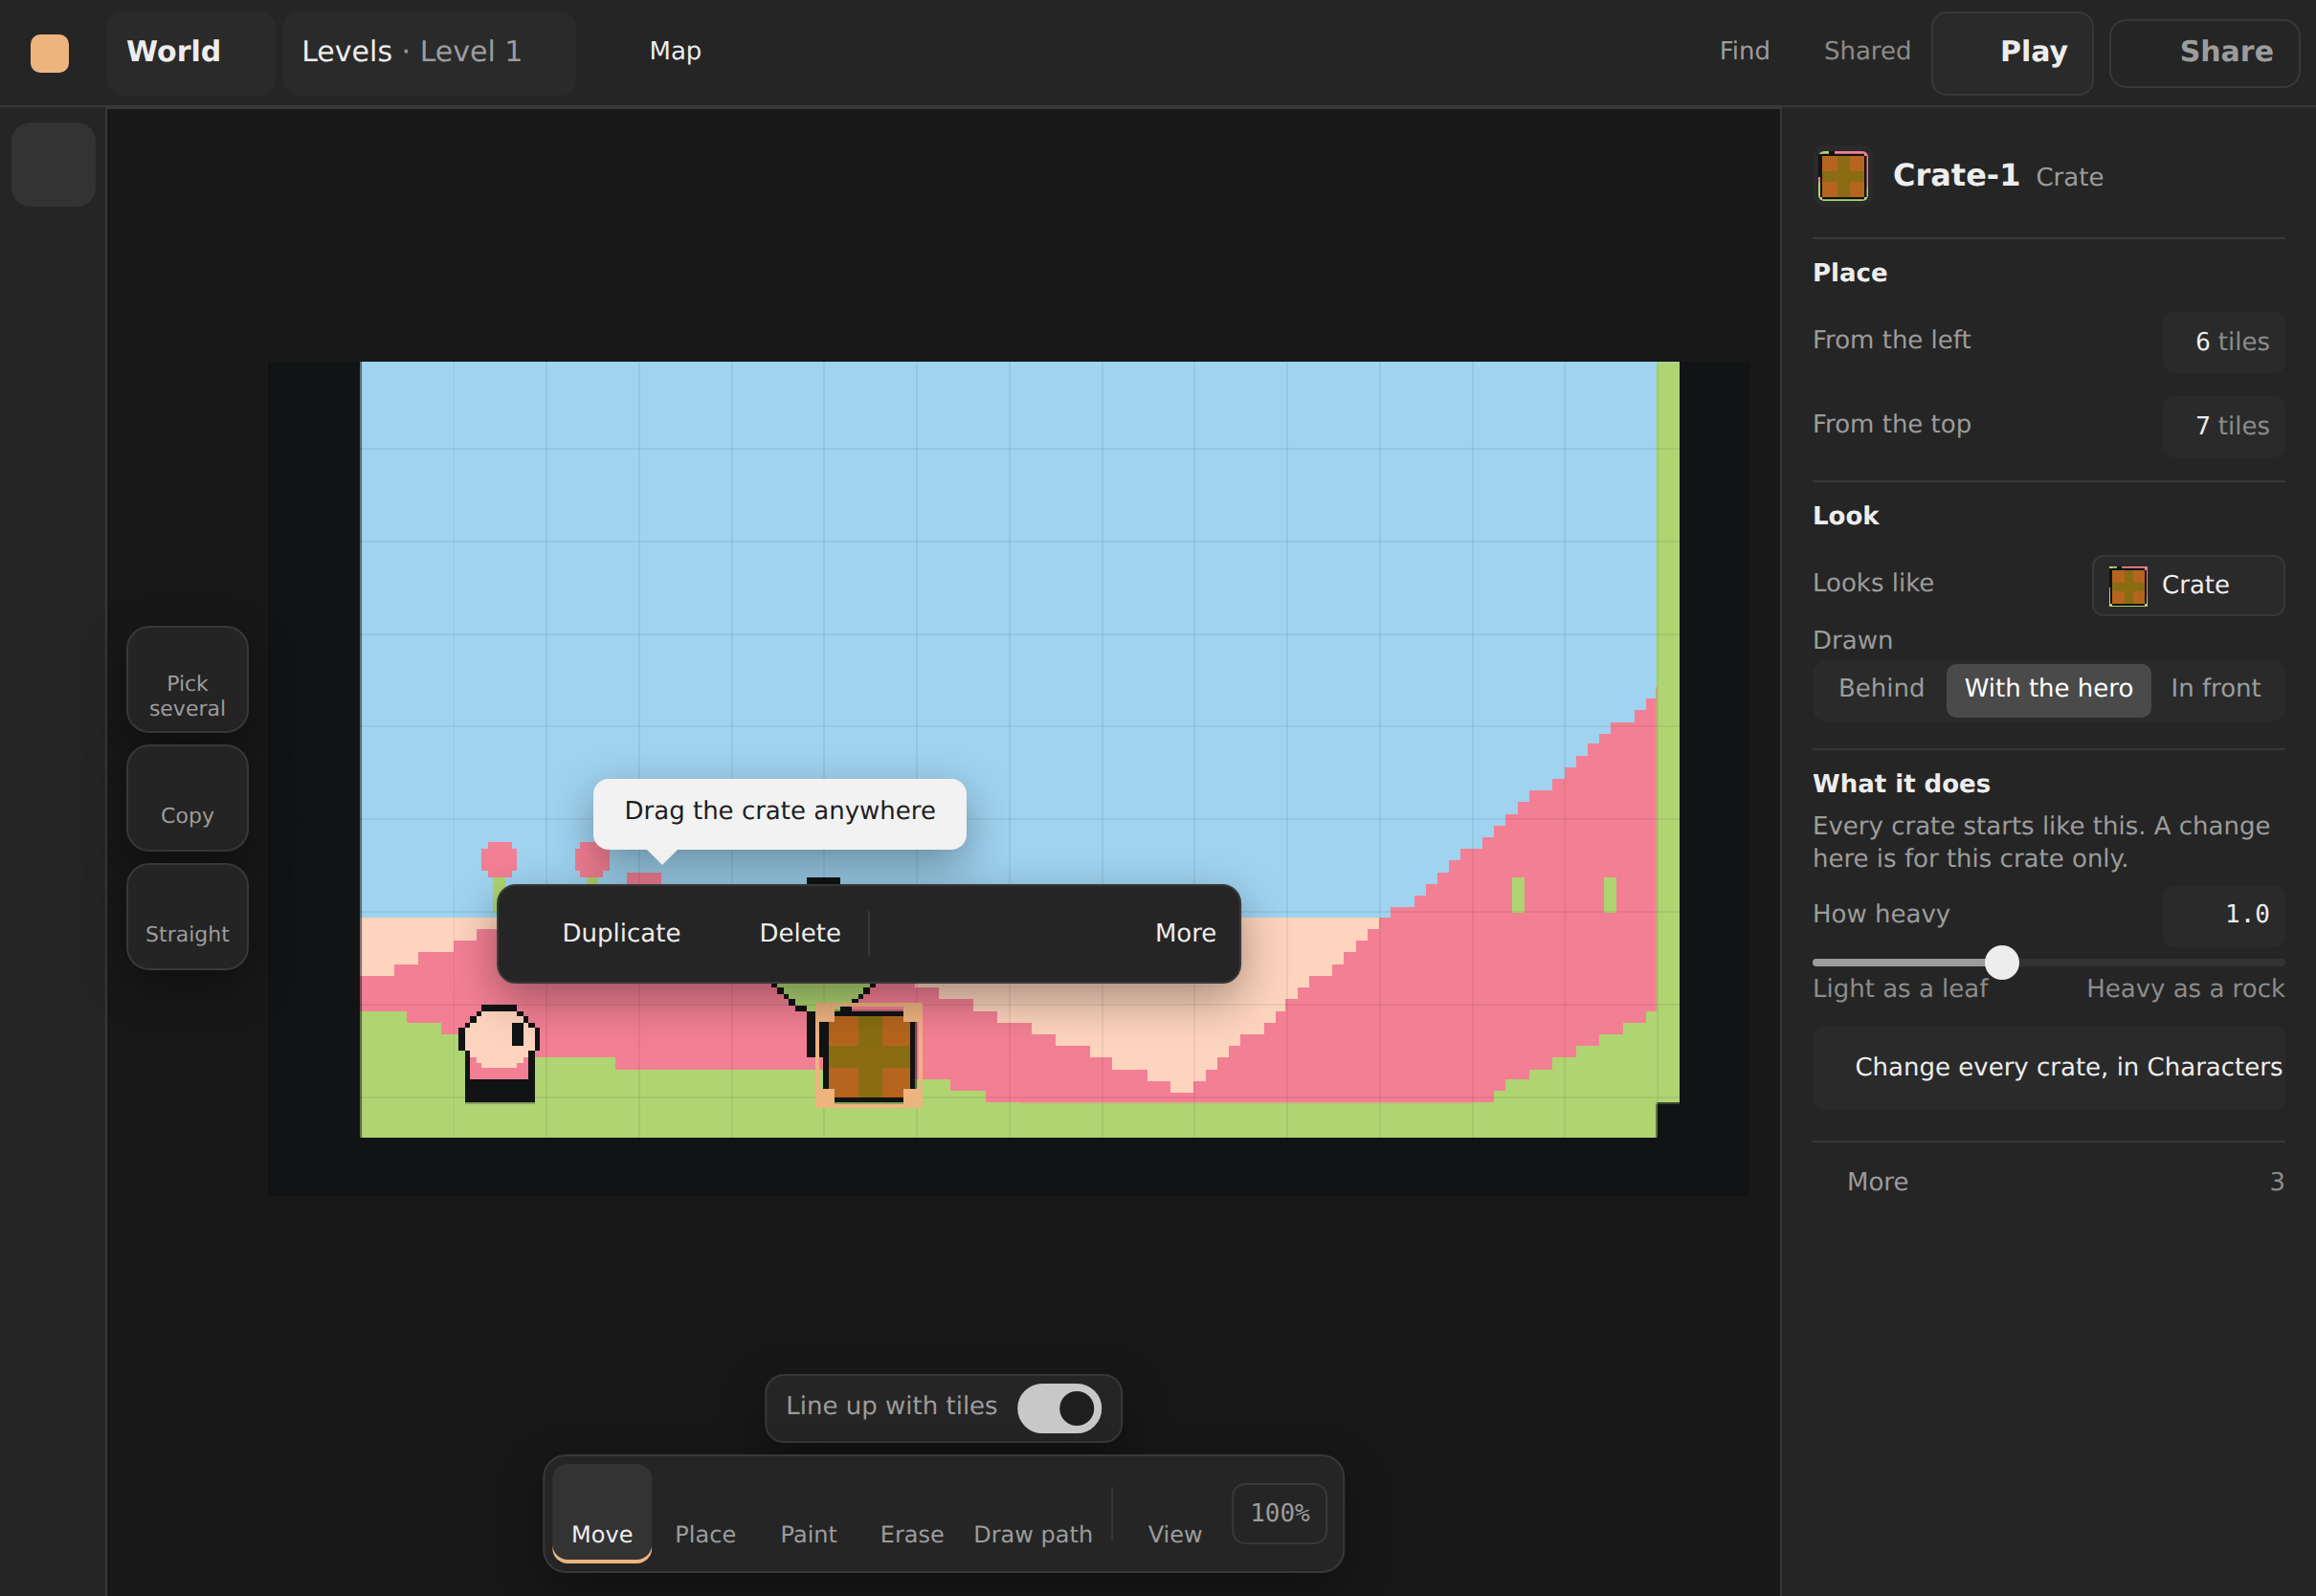 World
Levels · Level 1
Map
Find
Shared
Play
Share
Crate-1 Crate
Place
From the left
6 tiles
From the top
7 tiles
Look
Looks like
Crate
Drawn
Behind
With the hero
In front
What it does
Every crate starts like this. A change
here is for this crate only.
How heavy
1.0
Light as a leaf
Heavy as a rock
Change every crate, in Characters
More
3
Pick
several
Copy
Straight
Drag the crate anywhere
Duplicate
Delete
More
Line up with tiles
Move
Place
Paint
Erase
Draw path
View
100%